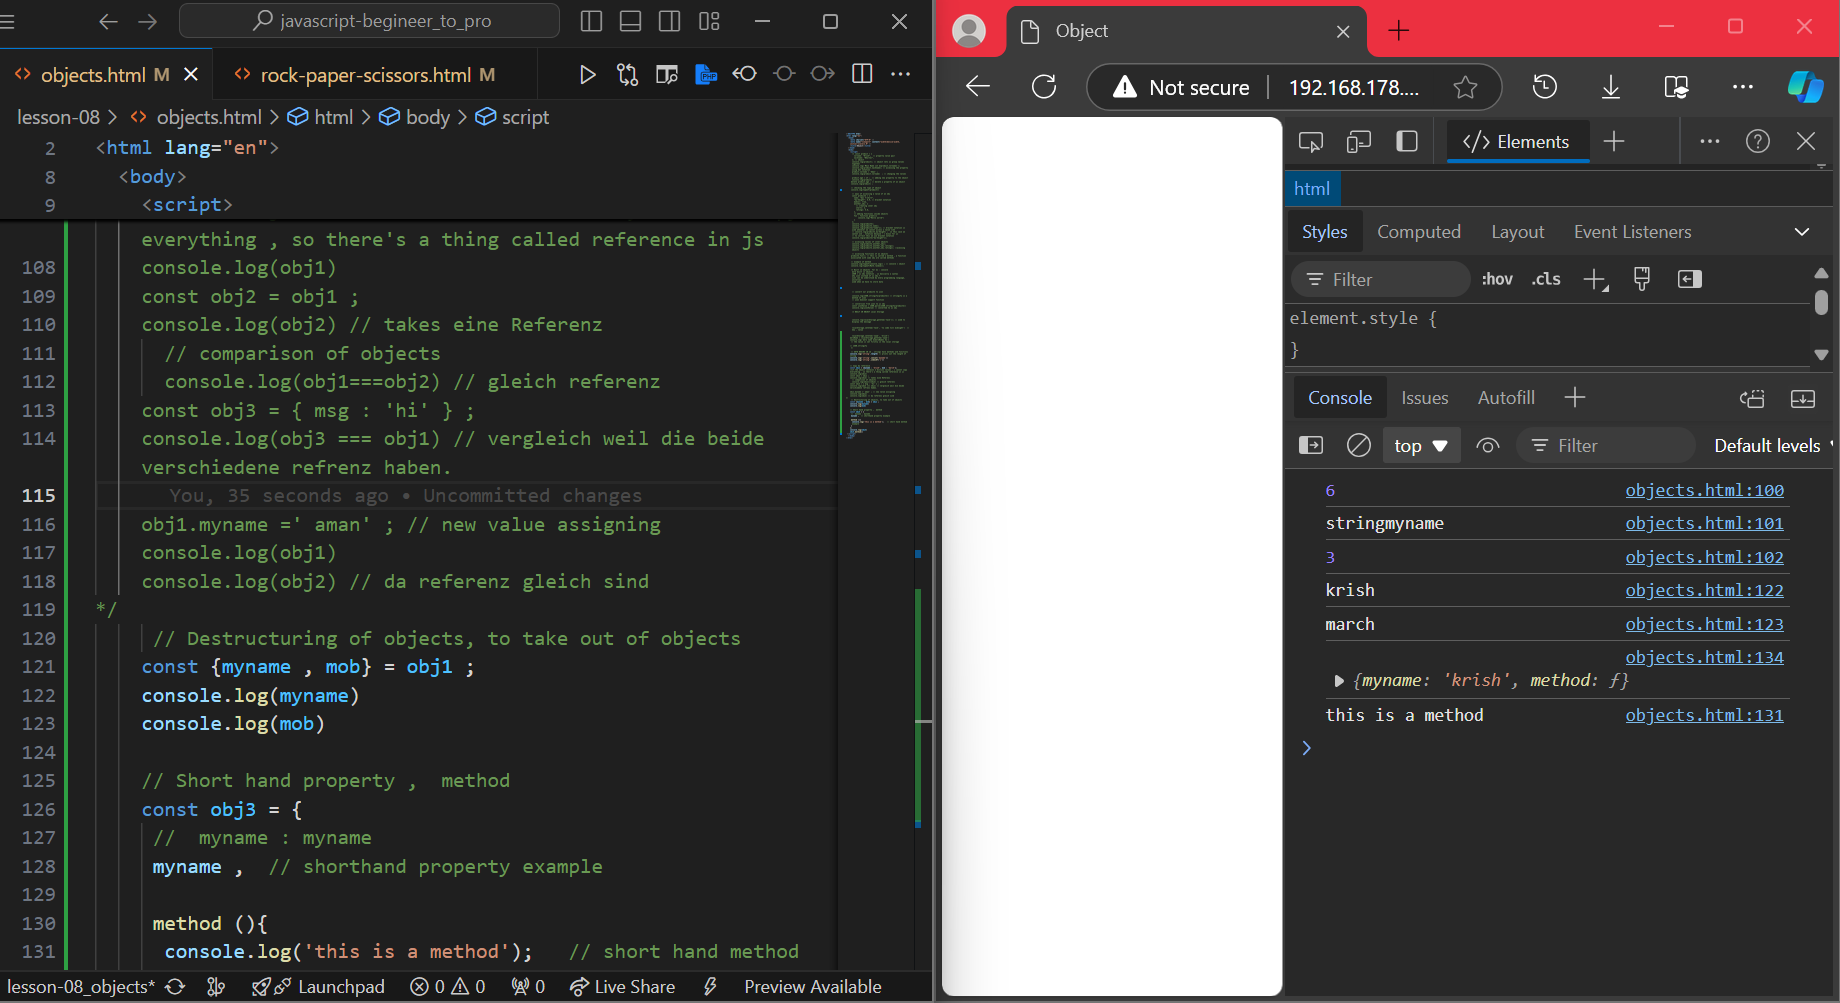 javascript-begineer_to_pro
objects.html M
rock-paper-scissors.html M
PHP
lesson-08 > objects.html > html > body > script
2 <html lang="en">
8 <body>
9 <script>
everything , so there's a thing called reference in js
108 console.log(obj1)
109 const obj2 = obj1 ;
110 console.log(obj2) // takes eine Referenz
111 // comparison of objects
112 console.log(obj1===obj2) // gleich referenz
113 const obj3 = { msg : 'hi' } ;
114 console.log(obj3 === obj1) // vergleich weil die beide
verschiedene refrenz haben.
115 You, 35 seconds ago • Uncommitted changes
116 obj1.myname =' aman' ; // new value assigning
117 console.log(obj1)
118 console.log(obj2) // da referenz gleich sind
119 */
120 // Destructuring of objects, to take out of objects
121 const {myname , mob} = obj1 ;
122 console.log(myname)
123 console.log(mob)
124
125 // Short hand property , method
126 const obj3 = {
127 // myname : myname
128 myname , // shorthand property example
129
130 method (){
131 console.log('this is a method'); // short hand method
lesson-08_objects* Launchpad 0 0 0 Live Share Preview Available
Object
Not secure 192.168.178....
Elements
html
Styles Computed Layout Event Listeners
Filter :hov .cls
element.style {
}
Console Issues Autofill
top Filter Default levels
6 objects.html:100
stringmyname objects.html:101
3 objects.html:102
krish objects.html:122
march objects.html:123
objects.html:134
{myname: 'krish', method: ƒ}
this is a method objects.html:131